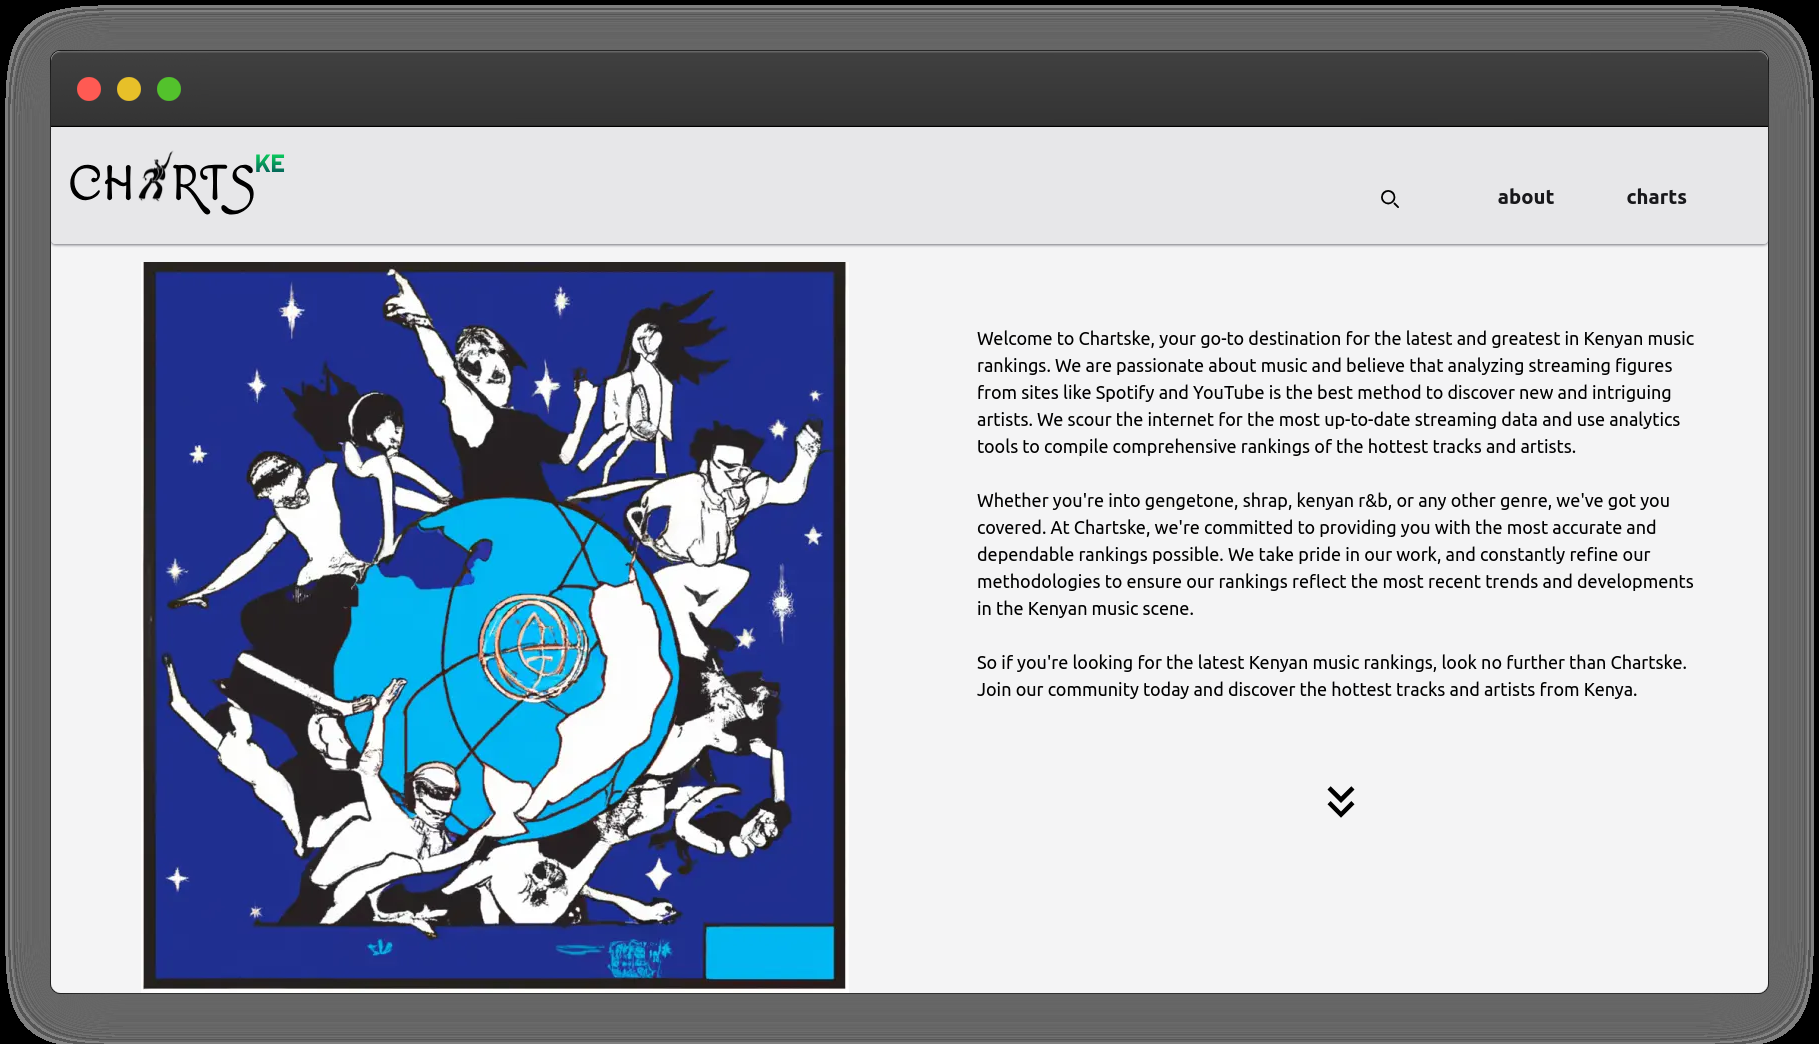 CHARTS KE
about
charts
Welcome to Chartske, your go-to destination for the latest and greatest in Kenyan music
rankings. We are passionate about music and believe that analyzing streaming figures
from sites like Spotify and YouTube is the best method to discover new and intriguing
artists. We scour the internet for the most up-to-date streaming data and use analytics
tools to compile comprehensive rankings of the hottest tracks and artists.
Whether you're into gengetone, shrap, kenyan r&b, or any other genre, we've got you
covered. At Chartske, we're committed to providing you with the most accurate and
dependable rankings possible. We take pride in our work, and constantly refine our
methodologies to ensure our rankings reflect the most recent trends and developments
in the Kenyan music scene.
So if you're looking for the latest Kenyan music rankings, look no further than Chartske.
Join our community today and discover the hottest tracks and artists from Kenya.